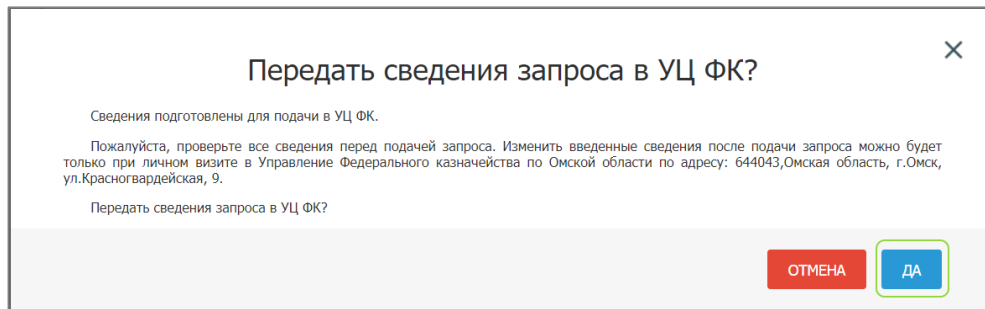 Передать сведения запроса в УЦ ФК?
Сведения подготовлены для подачи в УЦ ФК.
Пожалуйста, проверьте все сведения перед подачей запроса. Изменить введенные сведения после подачи запроса можно будет
только при личном визите в Управление Федерального казначейства по Омской области по адресу: 644043,Омская область, г.Омск,
ул.Красногвардейская, 9.
Передать сведения запроса в УЦ ФК?
ОТМЕНА ДА